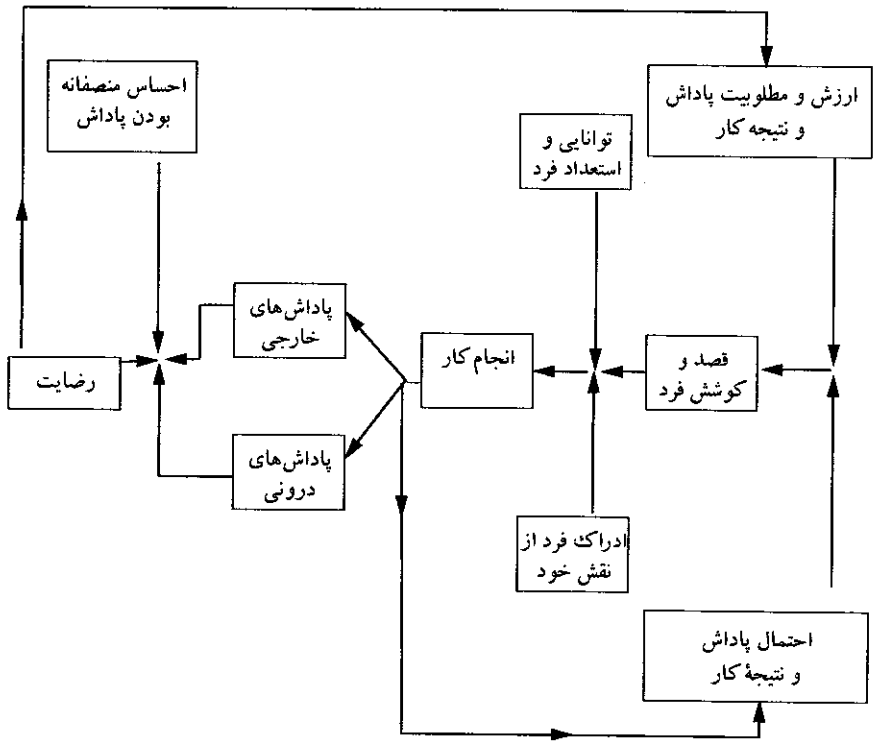 ارزش و مطلوبیت پاداش
و نتیجه کار
احساس منصفانه
بودن پاداش
توانایی و
استعداد فرد
پاداش‌های
خارجی
انجام کار
قصد و
کوشش فرد
رضایت
پاداش‌های
درونی
ادراک فرد از
نقش خود
احتمال پاداش
و نتیجۀ کار